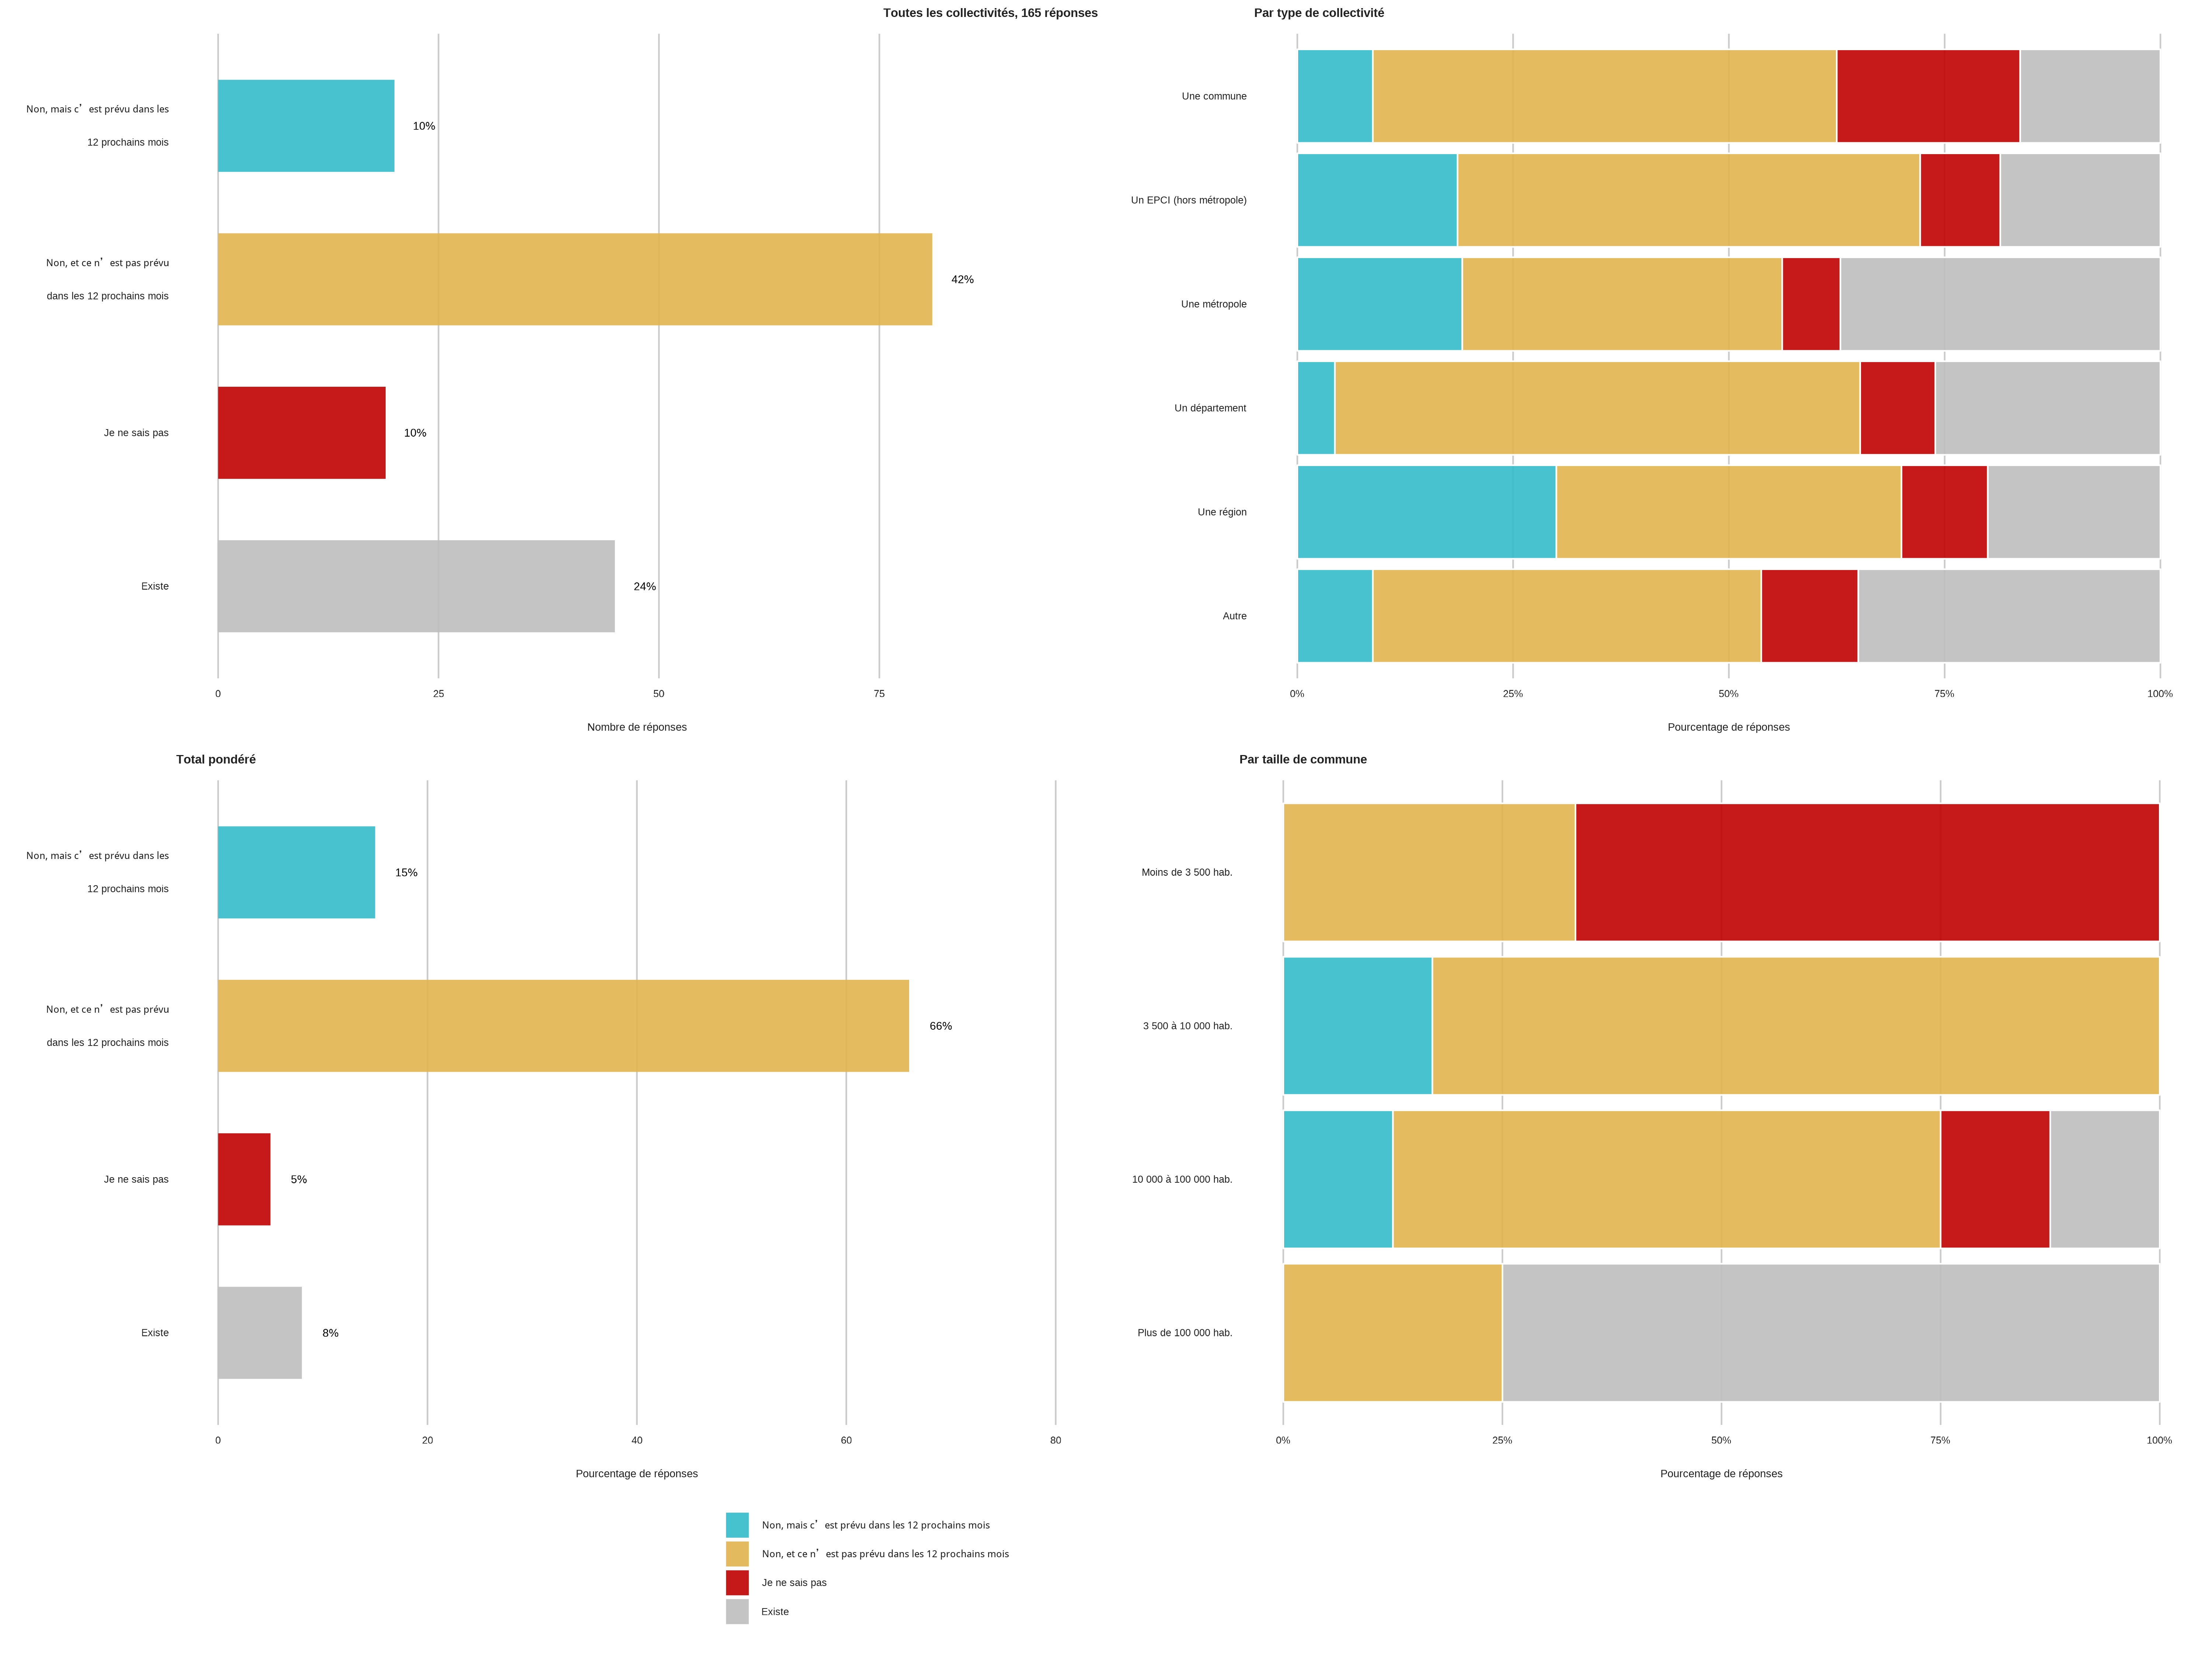 Toutes les collectivités, 165 réponses
Non, mais c’est prévu dans les
12 prochains mois
10%
Non, et ce n’est pas prévu
dans les 12 prochains mois
42%
Je ne sais pas
10%
Existe
24%
0 25 50 75
Nombre de réponses
Par type de collectivité
Une commune
Un EPCI (hors métropole)
Une métropole
Un département
Une région
Autre
0% 25% 50% 75% 100%
Pourcentage de réponses
Total pondéré
Non, mais c’est prévu dans les
12 prochains mois
15%
Non, et ce n’est pas prévu
dans les 12 prochains mois
66%
Je ne sais pas
5%
Existe
8%
0 20 40 60 80
Pourcentage de réponses
Par taille de commune
Moins de 3 500 hab.
3 500 à 10 000 hab.
10 000 à 100 000 hab.
Plus de 100 000 hab.
0% 25% 50% 75% 100%
Pourcentage de réponses
Non, mais c’est prévu dans les 12 prochains mois
Non, et ce n’est pas prévu dans les 12 prochains mois
Je ne sais pas
Existe